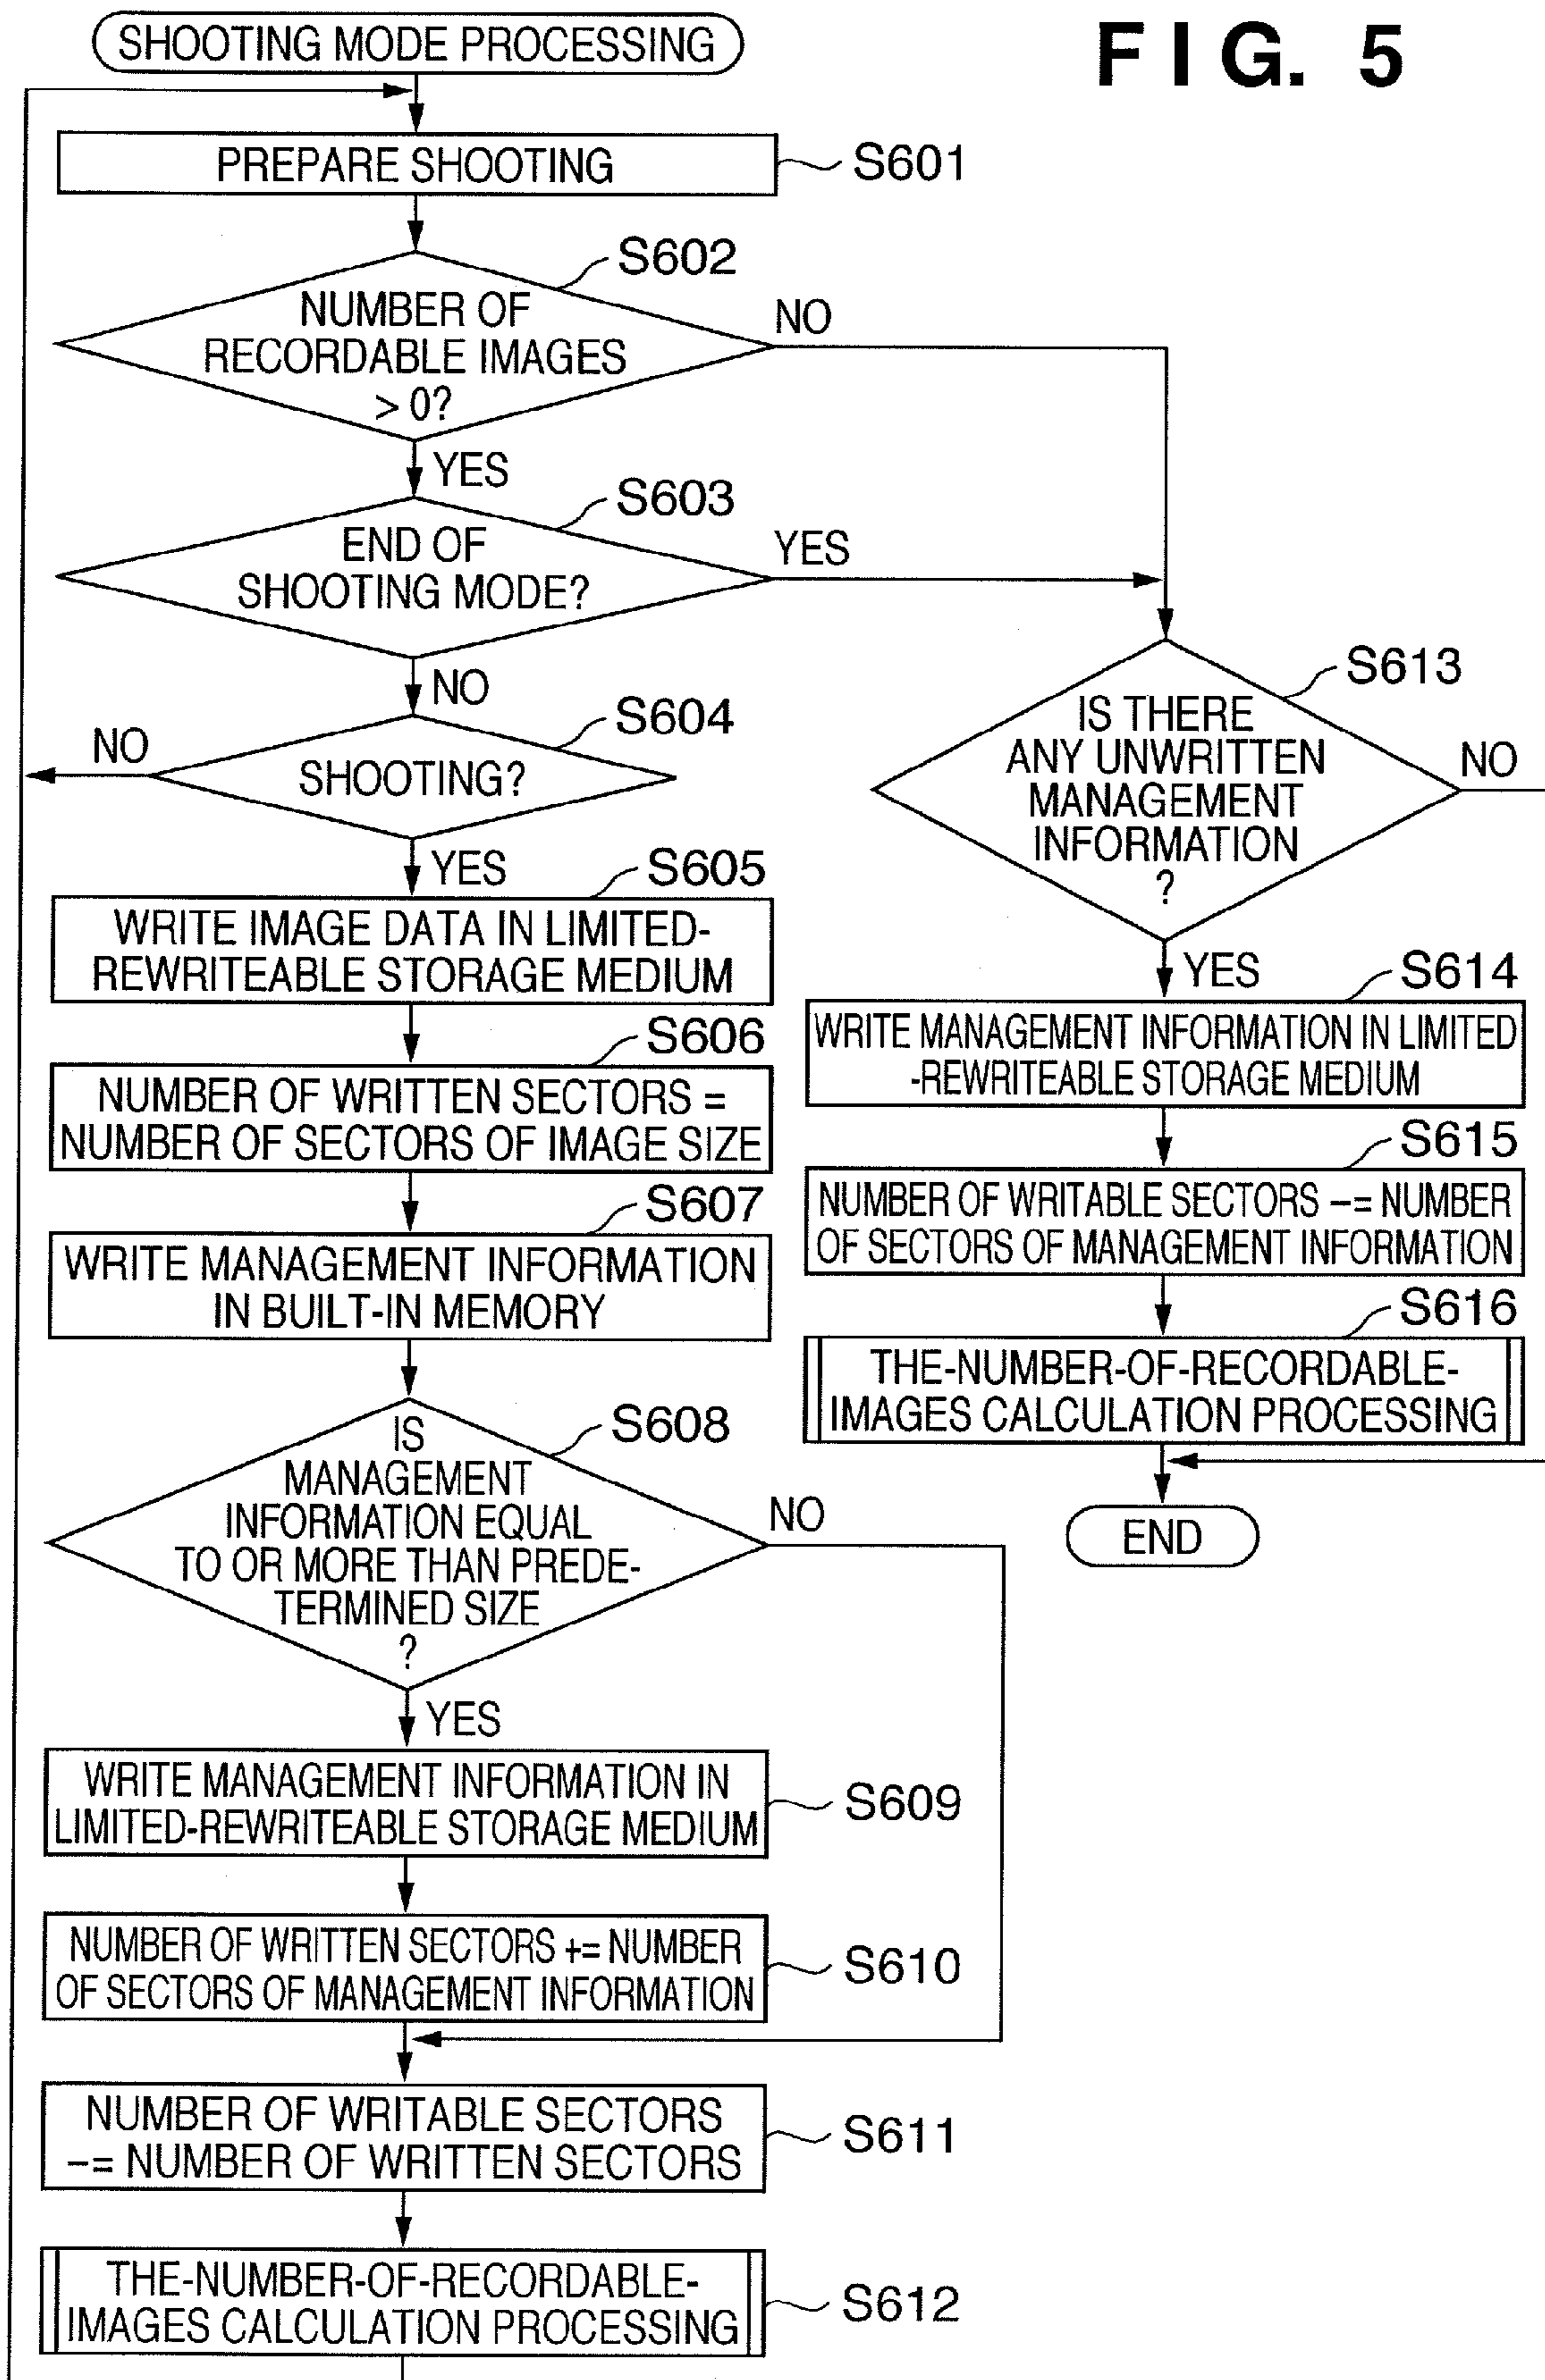 FIG. 5
SHOOTING MODE PROCESSING
PREPARE SHOOTING
S601
S602
NUMBER OF
RECORDABLE IMAGES
> 0?
NO
YES
S603
END OF
SHOOTING MODE?
YES
NO
S604
SHOOTING?
NO
YES
S605
WRITE IMAGE DATA IN LIMITED-
REWRITEABLE STORAGE MEDIUM
S606
NUMBER OF WRITTEN SECTORS =
NUMBER OF SECTORS OF IMAGE SIZE
S607
WRITE MANAGEMENT INFORMATION
IN BUILT-IN MEMORY
S608
IS
MANAGEMENT
INFORMATION EQUAL
TO OR MORE THAN PREDE-
TERMINED SIZE
?
NO
YES
WRITE MANAGEMENT INFORMATION IN
LIMITED-REWRITEABLE STORAGE MEDIUM
S609
NUMBER OF WRITTEN SECTORS += NUMBER
OF SECTORS OF MANAGEMENT INFORMATION
S610
NUMBER OF WRITABLE SECTORS
-= NUMBER OF WRITTEN SECTORS
S611
THE-NUMBER-OF-RECORDABLE-
IMAGES CALCULATION PROCESSING
S612
S613
IS THERE
ANY UNWRITTEN
MANAGEMENT
INFORMATION
?
NO
YES
S614
WRITE MANAGEMENT INFORMATION IN LIMITED
-REWRITEABLE STORAGE MEDIUM
S615
NUMBER OF WRITABLE SECTORS -= NUMBER
OF SECTORS OF MANAGEMENT INFORMATION
S616
THE-NUMBER-OF-RECORDABLE-
IMAGES CALCULATION PROCESSING
END